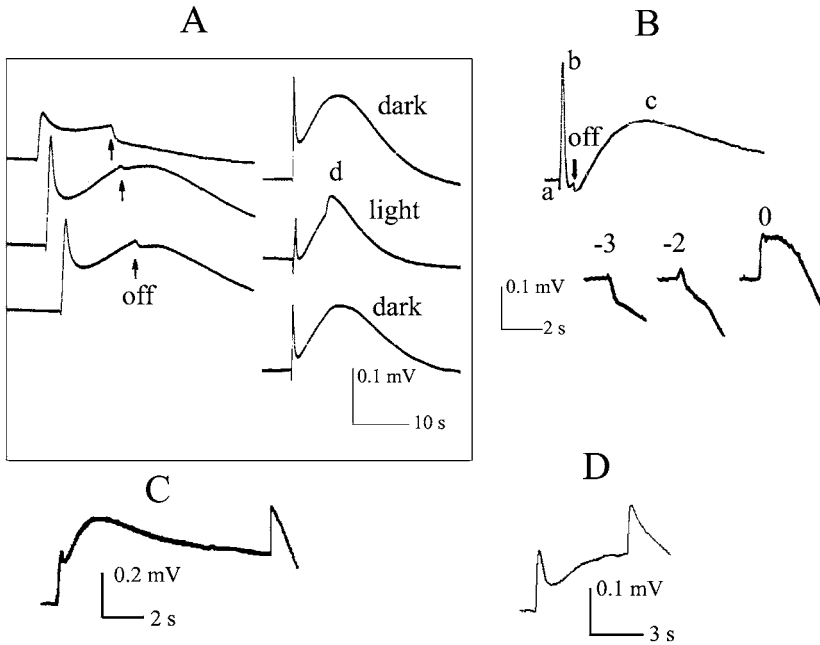 A
B
dark
d
light
dark
off
0.1 mV
10 s
b
c
off
a
-3
-2
0
0.1 mV
2 s
C
D
0.2 mV
2 s
0.1 mV
3 s